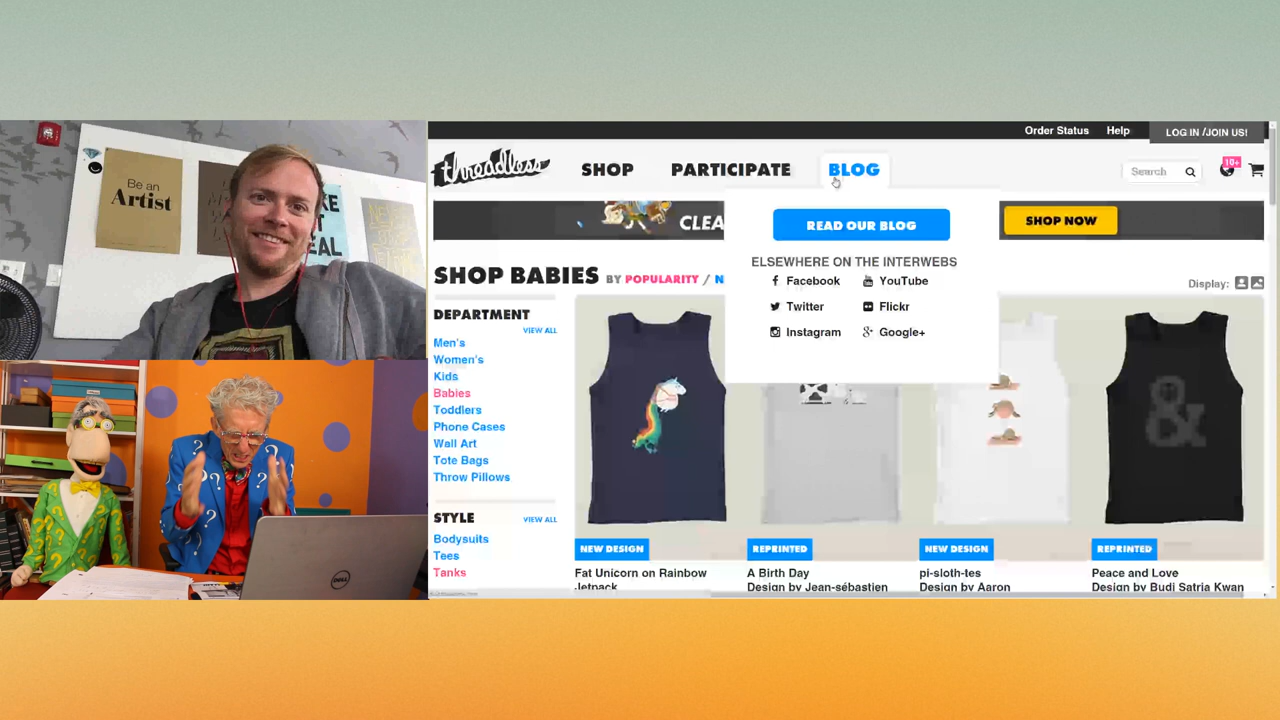 Be an
Artist
DELL
Order Status Help LOG IN /JOIN US!
threadless SHOP PARTICIPATE BLOG Search 10+
CLEA SHOP NOW
READ OUR BLOG
ELSEWHERE ON THE INTERWEBS
Facebook YouTube
Twitter Flickr
Instagram Google+
SHOP BABIES BY POPULARITY / N
Display:
DEPARTMENT
VIEW ALL
Men's
Women's
Kids
Babies
Toddlers
Phone Cases
Wall Art
Tote Bags
Throw Pillows
STYLE VIEW ALL
Bodysuits
Tees
Tanks
&
NEW DESIGN REPRINTED NEW DESIGN REPRINTED
Fat Unicorn on Rainbow A Birth Day pi-sloth-tes Peace and Love
Jetpack Design by Jean-sébastien Design by Aaron Design by Budi Satria Kwan